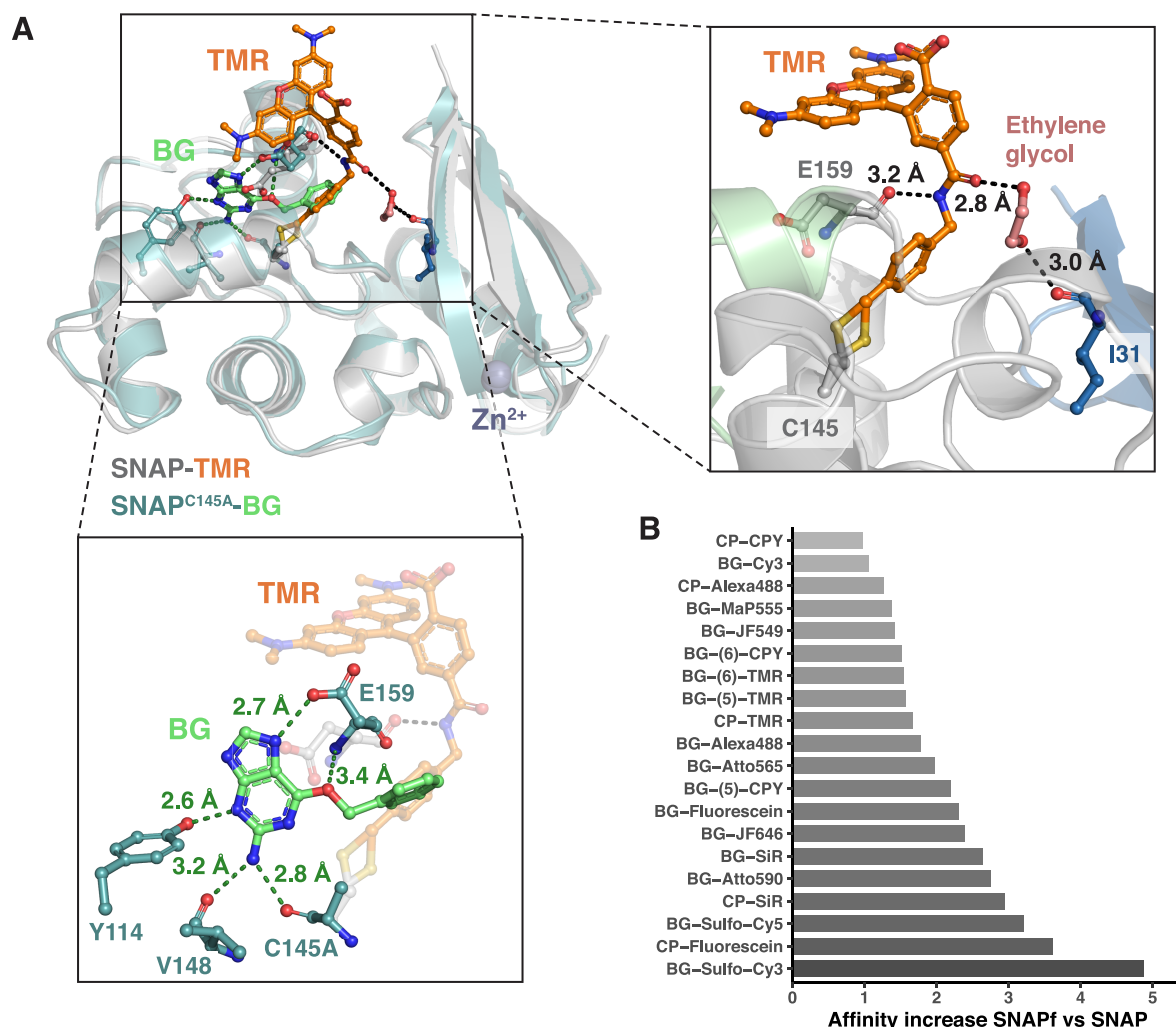 A
TMR
BG
Zn2+
SNAP-TMR
SNAPC145A-BG
TMR
Ethylene
glycol
E159
3.2 Å
2.8 Å
3.0 Å
I31
C145
TMR
E159
2.7 Å
BG
3.4 Å
2.6 Å
3.2 Å
2.8 Å
Y114
V148
C145A
B
CP–CPY
BG–Cy3
CP–Alexa488
BG–MaP555
BG–JF549
BG–(6)–CPY
BG–(6)–TMR
BG–(5)–TMR
CP–TMR
BG–Alexa488
BG–Atto565
BG–(5)–CPY
BG–Fluorescein
BG–JF646
BG–SiR
BG–Atto590
CP–SiR
BG–Sulfo–Cy5
CP–Fluorescein
BG–Sulfo–Cy3
0 1 2 3 4 5
Affinity increase SNAPf vs SNAP